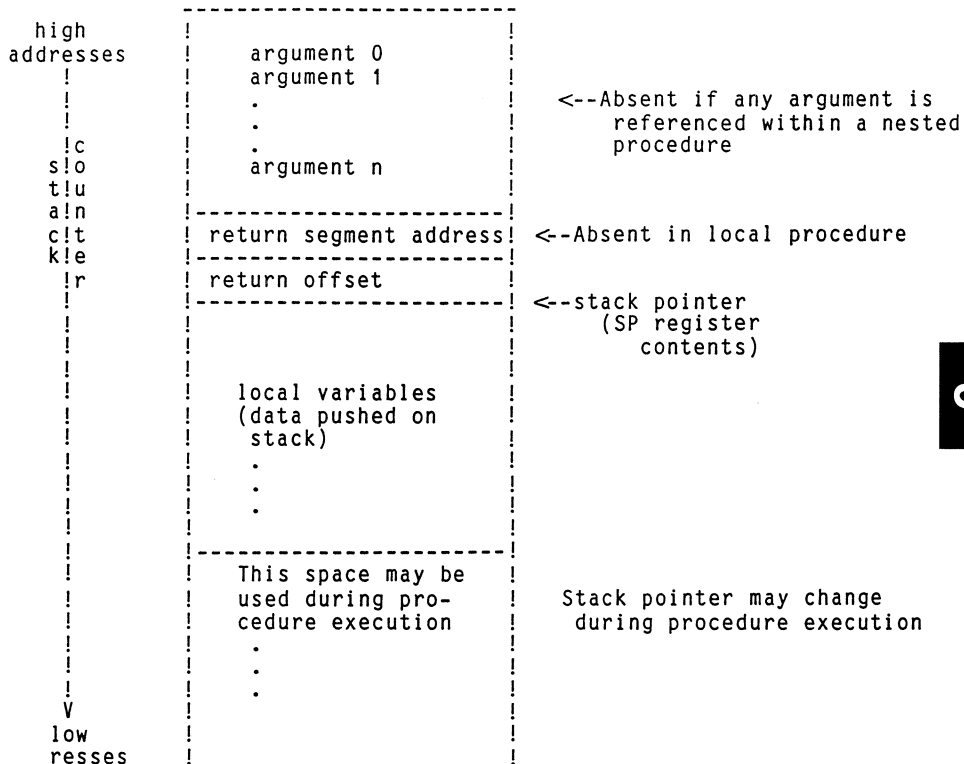 high
addresses
argument 0
argument 1
.
.
.
argument n
<--Absent if any argument is
referenced within a nested
procedure
stack
counter
return segment address
<--Absent in local procedure
return offset
<--stack pointer
(SP register
contents)
local variables
(data pushed on
stack)
.
.
.
This space may be
used during pro-
cedure execution
.
.
.
Stack pointer may change
during procedure execution
low
resses